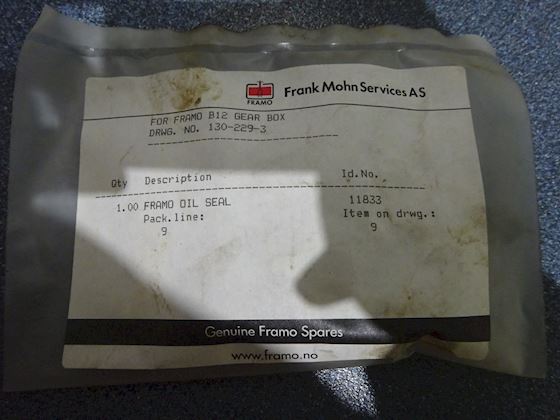 FRAMO
Frank Mohn Services AS
FOR FRAMO B12 GEAR BOX
DRWG. NO. 130-229-3
Qty Description Id.No.
1.00 FRAMO OIL SEAL 11833
Pack.line: Item on drwg.:
9 9
Genuine Framo Spares
www.framo.no